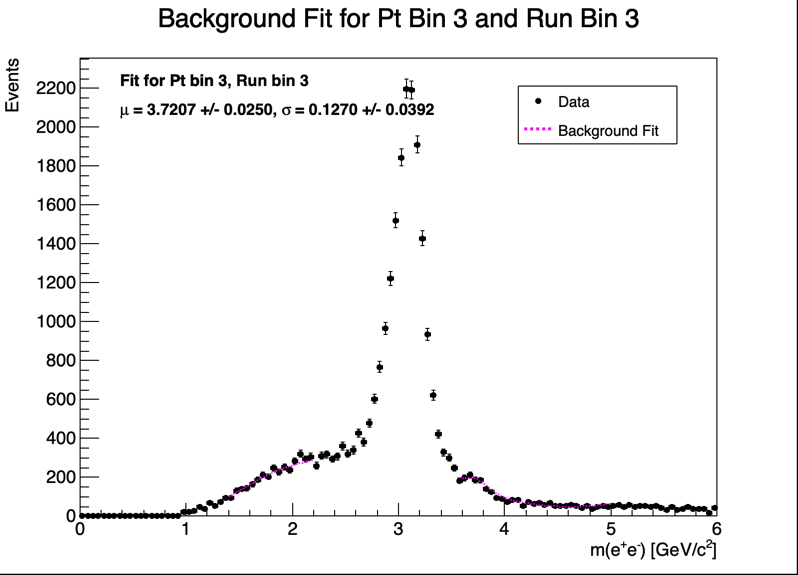 Background Fit for Pt Bin 3 and Run Bin 3
Events
Fit for Pt bin 3, Run bin 3
μ = 3.7207 +/- 0.0250, σ = 0.1270 +/- 0.0392
Data
Background Fit
2200
2000
1800
1600
1400
1200
1000
800
600
400
200
0
0 1 2 3 4 5 6
m(e⁺e⁻) [GeV/c²]